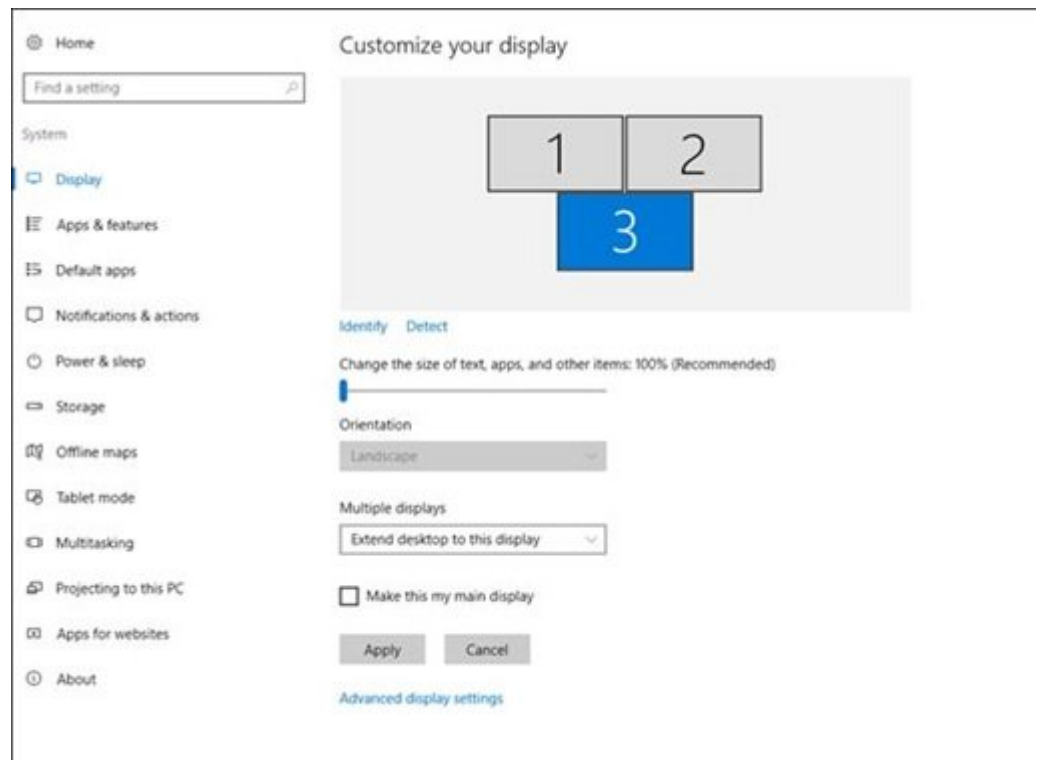 Home
Find a setting
System
Display
Apps & features
Default apps
Notifications & actions
Power & sleep
Storage
Offline maps
Tablet mode
Multitasking
Projecting to this PC
Apps for websites
About
Customize your display
1 2
3
Identify Detect
Change the size of text, apps, and other items: 100% (Recommended)
Orientation
Landscape
Multiple displays
Extend desktop to this display
Make this my main display
Apply Cancel
Advanced display settings